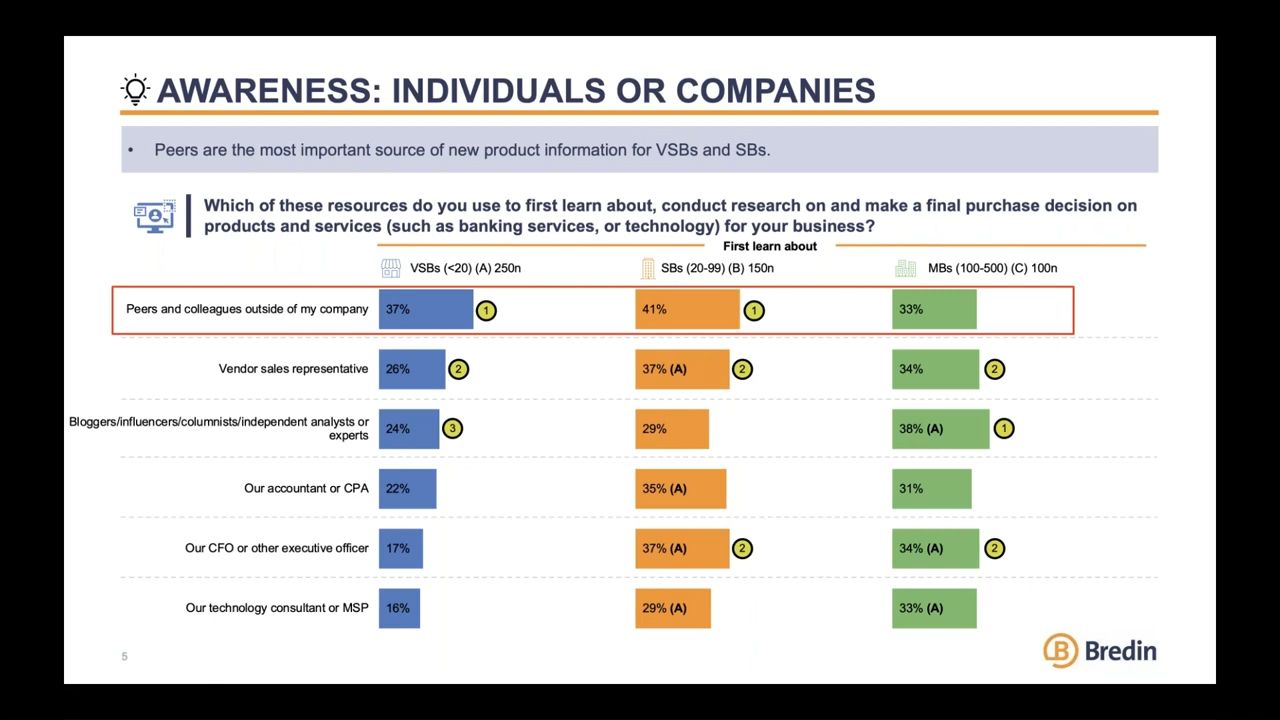 AWARENESS: INDIVIDUALS OR COMPANIES
• Peers are the most important source of new product information for VSBs and SBs.
Which of these resources do you use to first learn about, conduct research on and make a final purchase decision on
products and services (such as banking services, or technology) for your business?
First learn about
VSBs (<20) (A) 250n
SBs (20-99) (B) 150n
MBs (100-500) (C) 100n
Peers and colleagues outside of my company
37%
1
41%
1
33%
Vendor sales representative
26%
2
37% (A)
2
34%
2
Bloggers/influencers/columnists/independent analysts or
experts
24%
3
29%
38% (A)
1
Our accountant or CPA
22%
35% (A)
31%
Our CFO or other executive officer
17%
37% (A)
2
34% (A)
2
Our technology consultant or MSP
16%
29% (A)
33% (A)
5
B Bredin